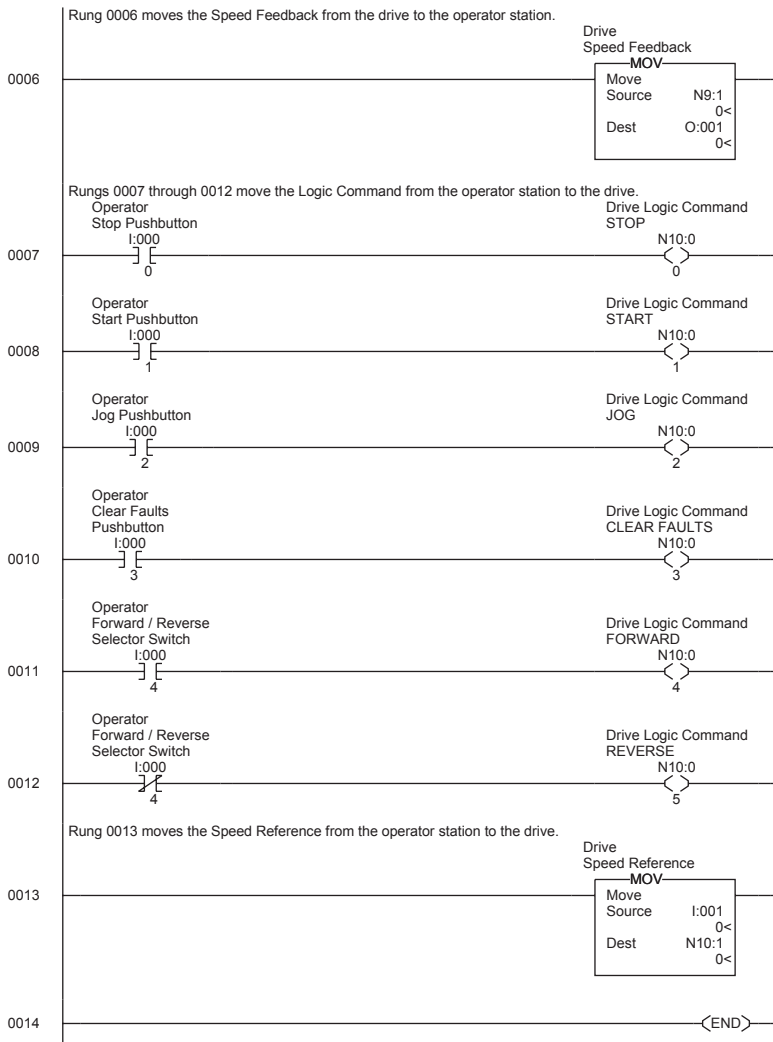 Rung 0006 moves the Speed Feedback from the drive to the operator station.
Drive
Speed Feedback
MOV
0006
Move
Source N9:1
0<
Dest O:001
0<
Rungs 0007 through 0012 move the Logic Command from the operator station to the drive.
Operator
Stop Pushbutton
Drive Logic Command
STOP
I:000
N10:0
0007
0
0
Operator
Start Pushbutton
Drive Logic Command
START
I:000
N10:0
0008
1
1
Operator
Jog Pushbutton
Drive Logic Command
JOG
I:000
N10:0
0009
2
2
Operator
Clear Faults
Pushbutton
Drive Logic Command
CLEAR FAULTS
I:000
N10:0
0010
3
3
Operator
Forward / Reverse
Selector Switch
Drive Logic Command
FORWARD
I:000
N10:0
0011
4
4
Operator
Forward / Reverse
Selector Switch
Drive Logic Command
REVERSE
I:000
N10:0
0012
4
5
Rung 0013 moves the Speed Reference from the operator station to the drive.
Drive
Speed Reference
MOV
0013
Move
Source I:001
0<
Dest N10:1
0<
0014
END